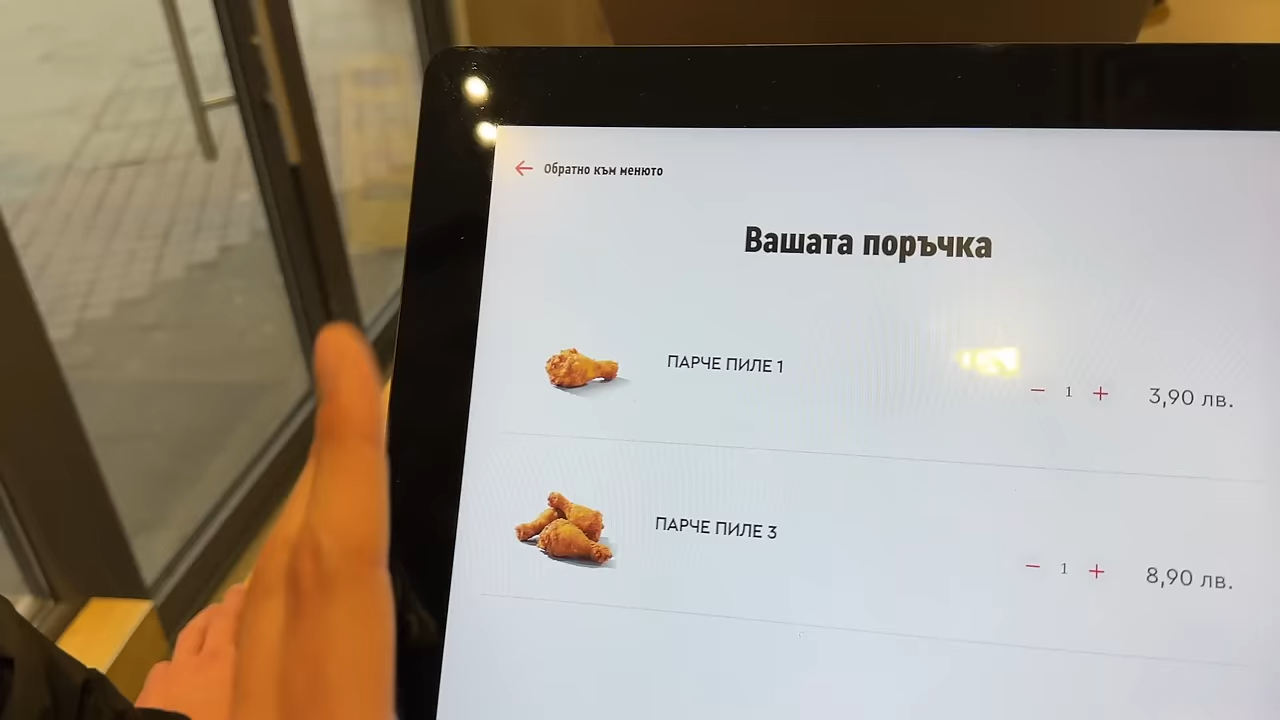 Обратно към менюто
Вашата поръчка
ПАРЧЕ ПИЛЕ 1
− 1 + 3,90 лв.
ПАРЧЕ ПИЛЕ 3
− 1 + 8,90 лв.